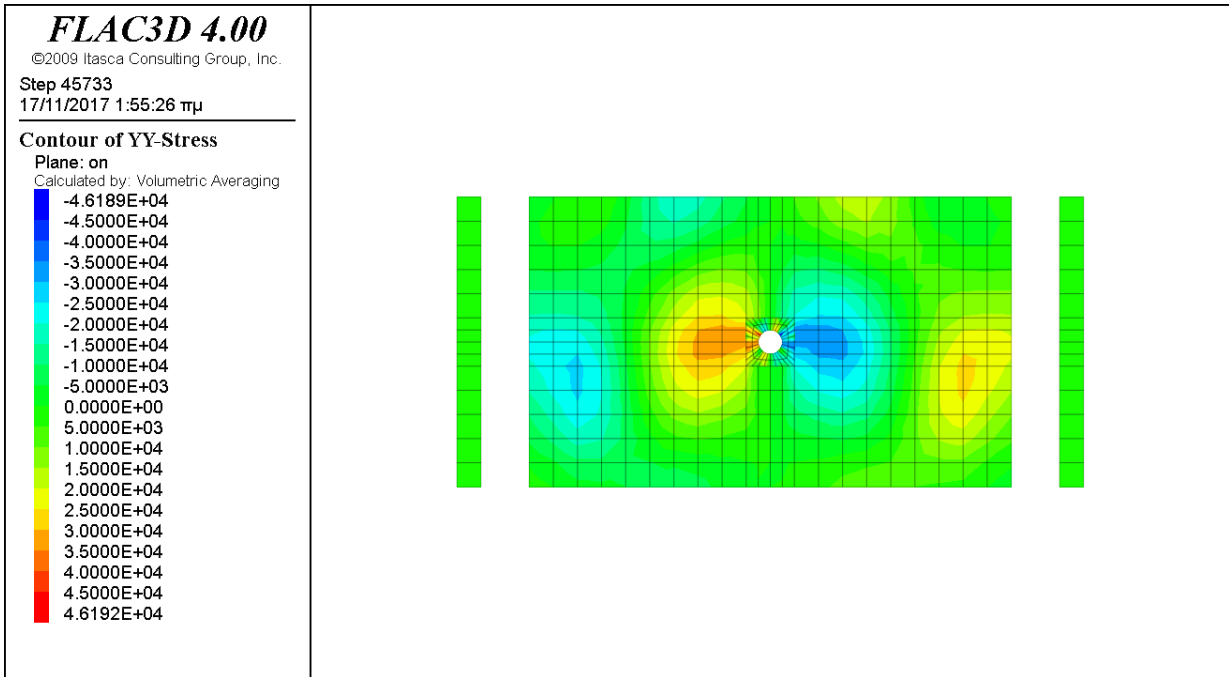 FLAC3D 4.00
©2009 Itasca Consulting Group, Inc.
Step 45733
17/11/2017 1:55:26 πμ
Contour of YY-Stress
Plane: on
Calculated by: Volumetric Averaging
-4.6189E+04
-4.5000E+04
-4.0000E+04
-3.5000E+04
-3.0000E+04
-2.5000E+04
-2.0000E+04
-1.5000E+04
-1.0000E+04
-5.0000E+03
0.0000E+00
5.0000E+03
1.0000E+04
1.5000E+04
2.0000E+04
2.5000E+04
3.0000E+04
3.5000E+04
4.0000E+04
4.5000E+04
4.6192E+04